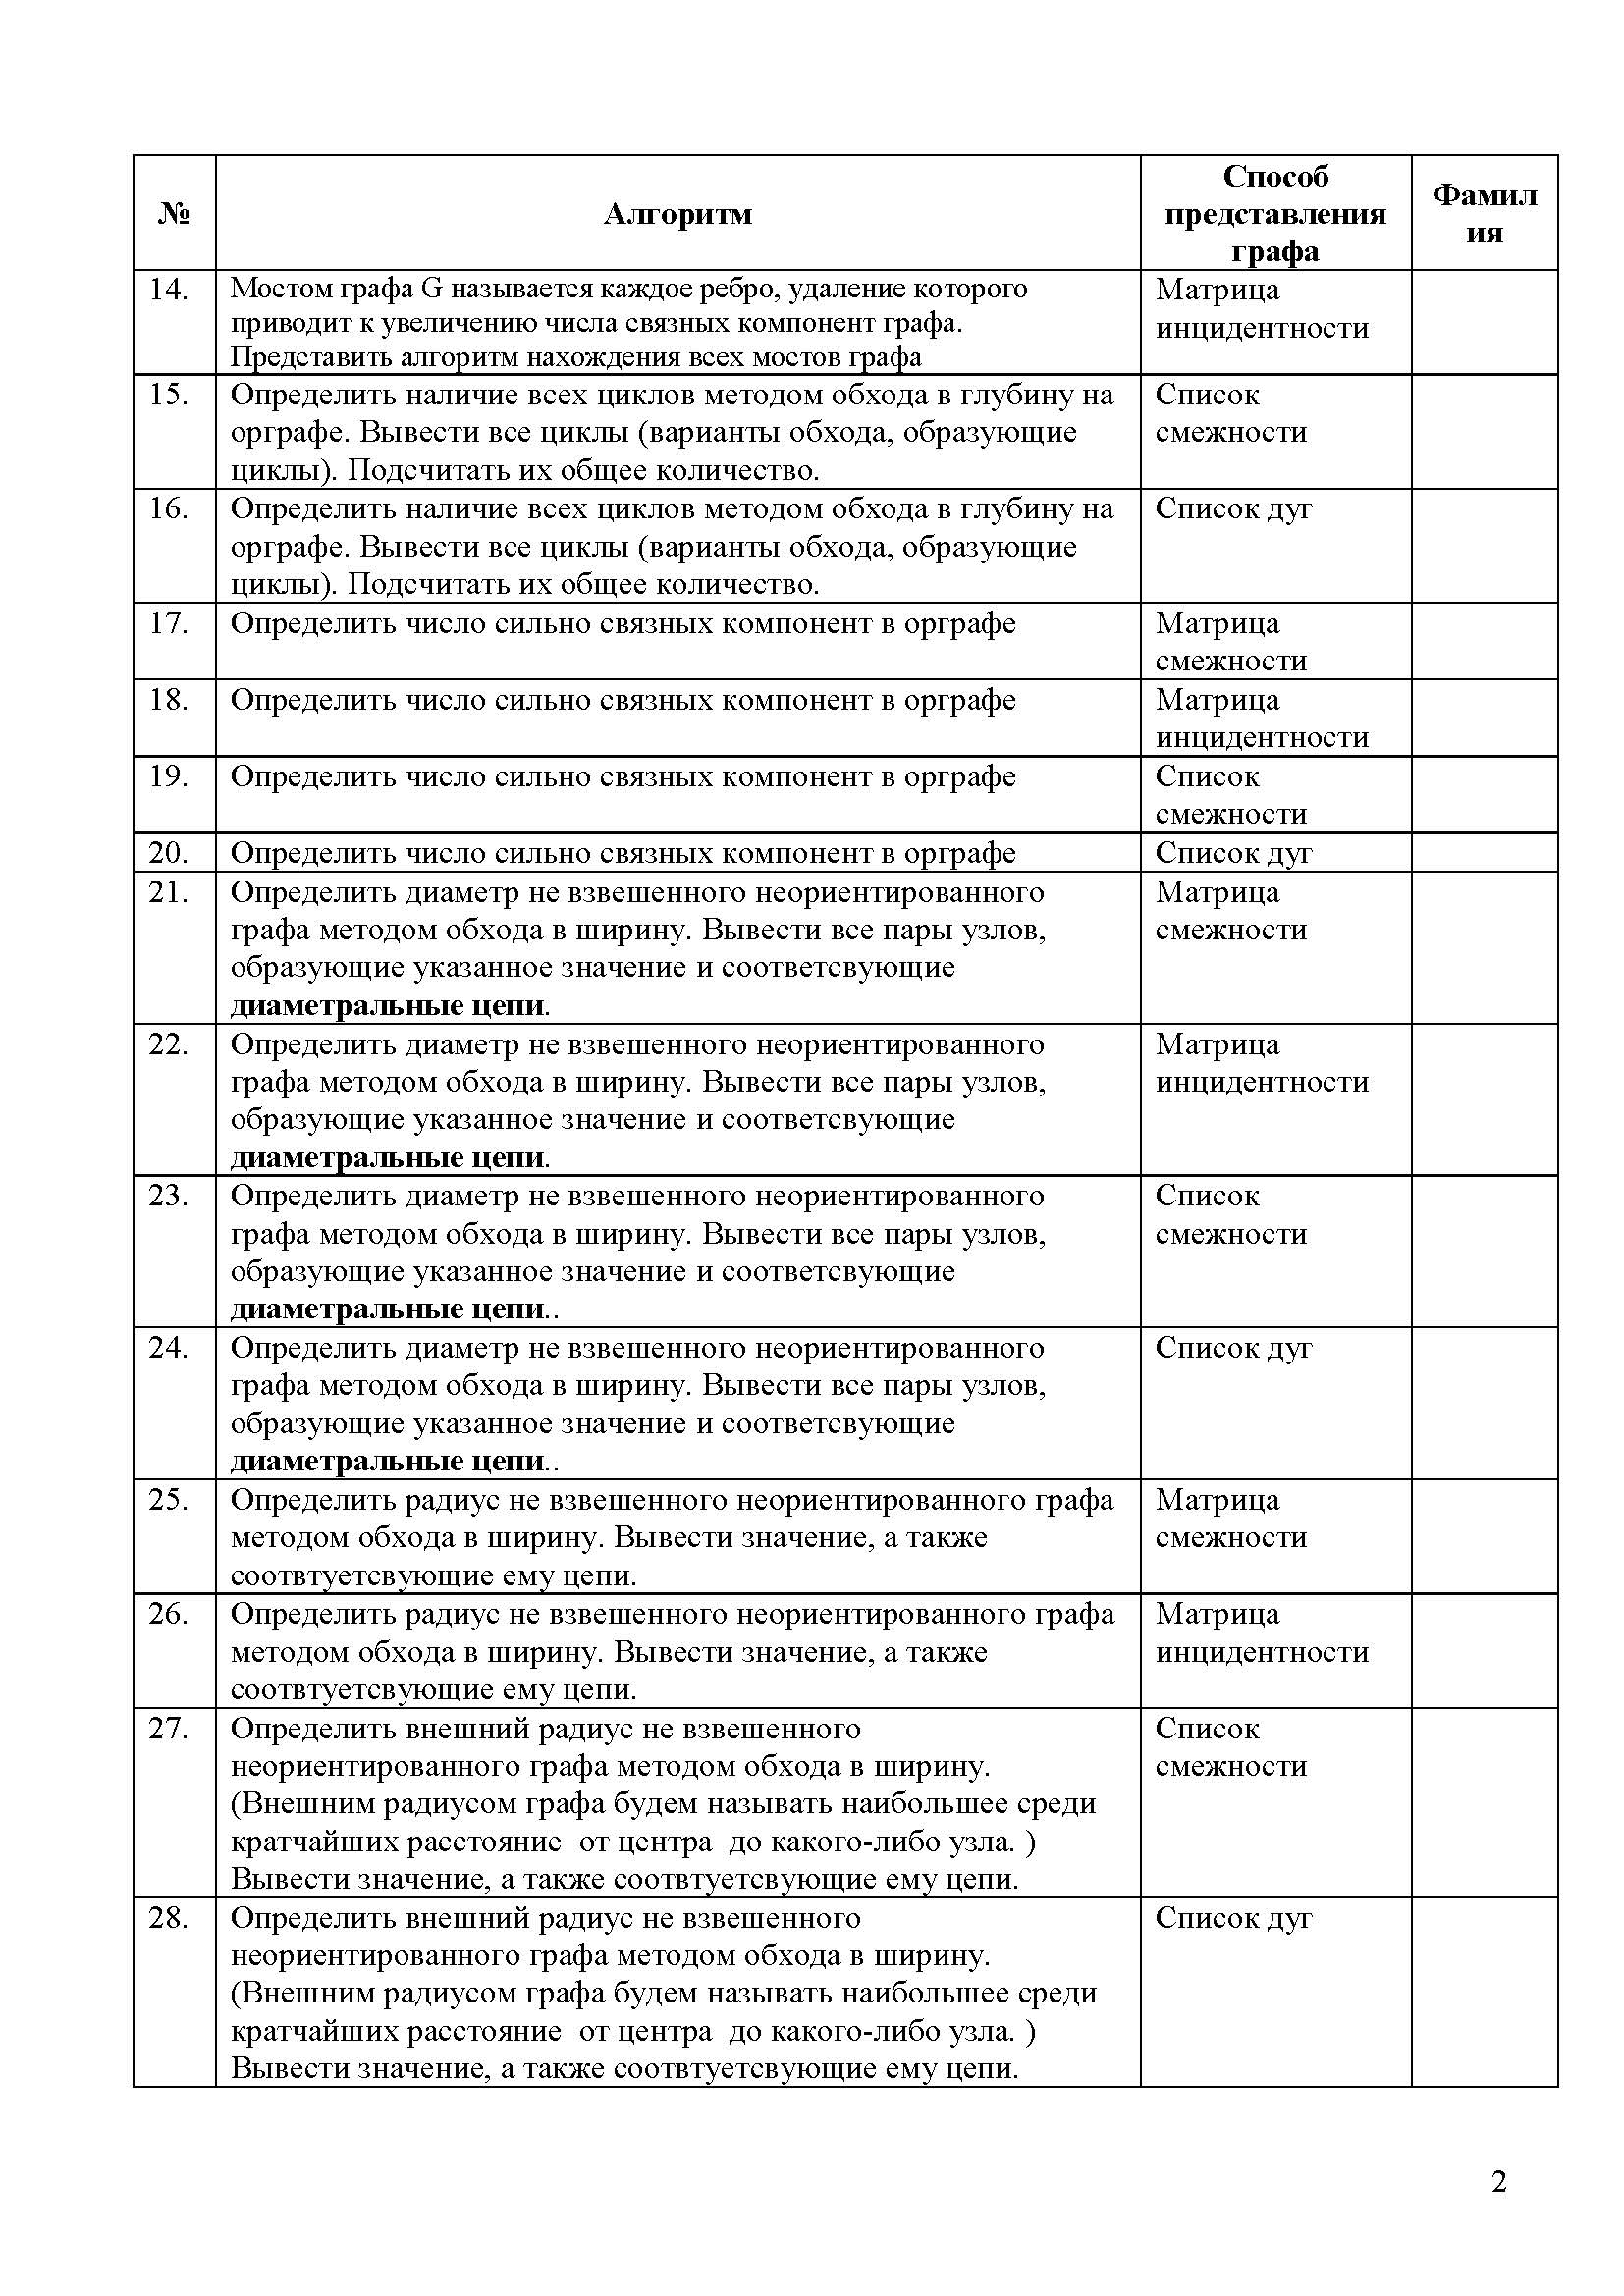 №
Алгоритм
Способ
представления
графа
Фамил
ия
14.
Мостом графа G называется каждое ребро, удаление которого
приводит к увеличению числа связных компонент графа.
Представить алгоритм нахождения всех мостов графа
Матрица
инцидентности
15.
Определить наличие всех циклов методом обхода в глубину на
орграфе. Вывести все циклы (варианты обхода, образующие
циклы). Подсчитать их общее количество.
Список
смежности
16.
Определить наличие всех циклов методом обхода в глубину на
орграфе. Вывести все циклы (варианты обхода, образующие
циклы). Подсчитать их общее количество.
Список дуг
17.
Определить число сильно связных компонент в орграфе
Матрица
смежности
18.
Определить число сильно связных компонент в орграфе
Матрица
инцидентности
19.
Определить число сильно связных компонент в орграфе
Список
смежности
20.
Определить число сильно связных компонент в орграфе
Список дуг
21.
Определить диаметр не взвешенного неориентированного
графа методом обхода в ширину. Вывести все пары узлов,
образующие указанное значение и соответсвующие
диаметральные цепи.
Матрица
смежности
22.
Определить диаметр не взвешенного неориентированного
графа методом обхода в ширину. Вывести все пары узлов,
образующие указанное значение и соответсвующие
диаметральные цепи.
Матрица
инцидентности
23.
Определить диаметр не взвешенного неориентированного
графа методом обхода в ширину. Вывести все пары узлов,
образующие указанное значение и соответсвующие
диаметральные цепи..
Список
смежности
24.
Определить диаметр не взвешенного неориентированного
графа методом обхода в ширину. Вывести все пары узлов,
образующие указанное значение и соответсвующие
диаметральные цепи..
Список дуг
25.
Определить радиус не взвешенного неориентированного графа
методом обхода в ширину. Вывести значение, а также
соотвтуетсвующие ему цепи.
Матрица
смежности
26.
Определить радиус не взвешенного неориентированного графа
методом обхода в ширину. Вывести значение, а также
соотвтуетсвующие ему цепи.
Матрица
инцидентности
27.
Определить внешний радиус не взвешенного
неориентированного графа методом обхода в ширину.
(Внешним радиусом графа будем называть наибольшее среди
кратчайших расстояние  от центра  до какого-либо узла. )
Вывести значение, а также соотвтуетсвующие ему цепи.
Список
смежности
28.
Определить внешний радиус не взвешенного
неориентированного графа методом обхода в ширину.
(Внешним радиусом графа будем называть наибольшее среди
кратчайших расстояние  от центра  до какого-либо узла. )
Вывести значение, а также соотвтуетсвующие ему цепи.
Список дуг
2